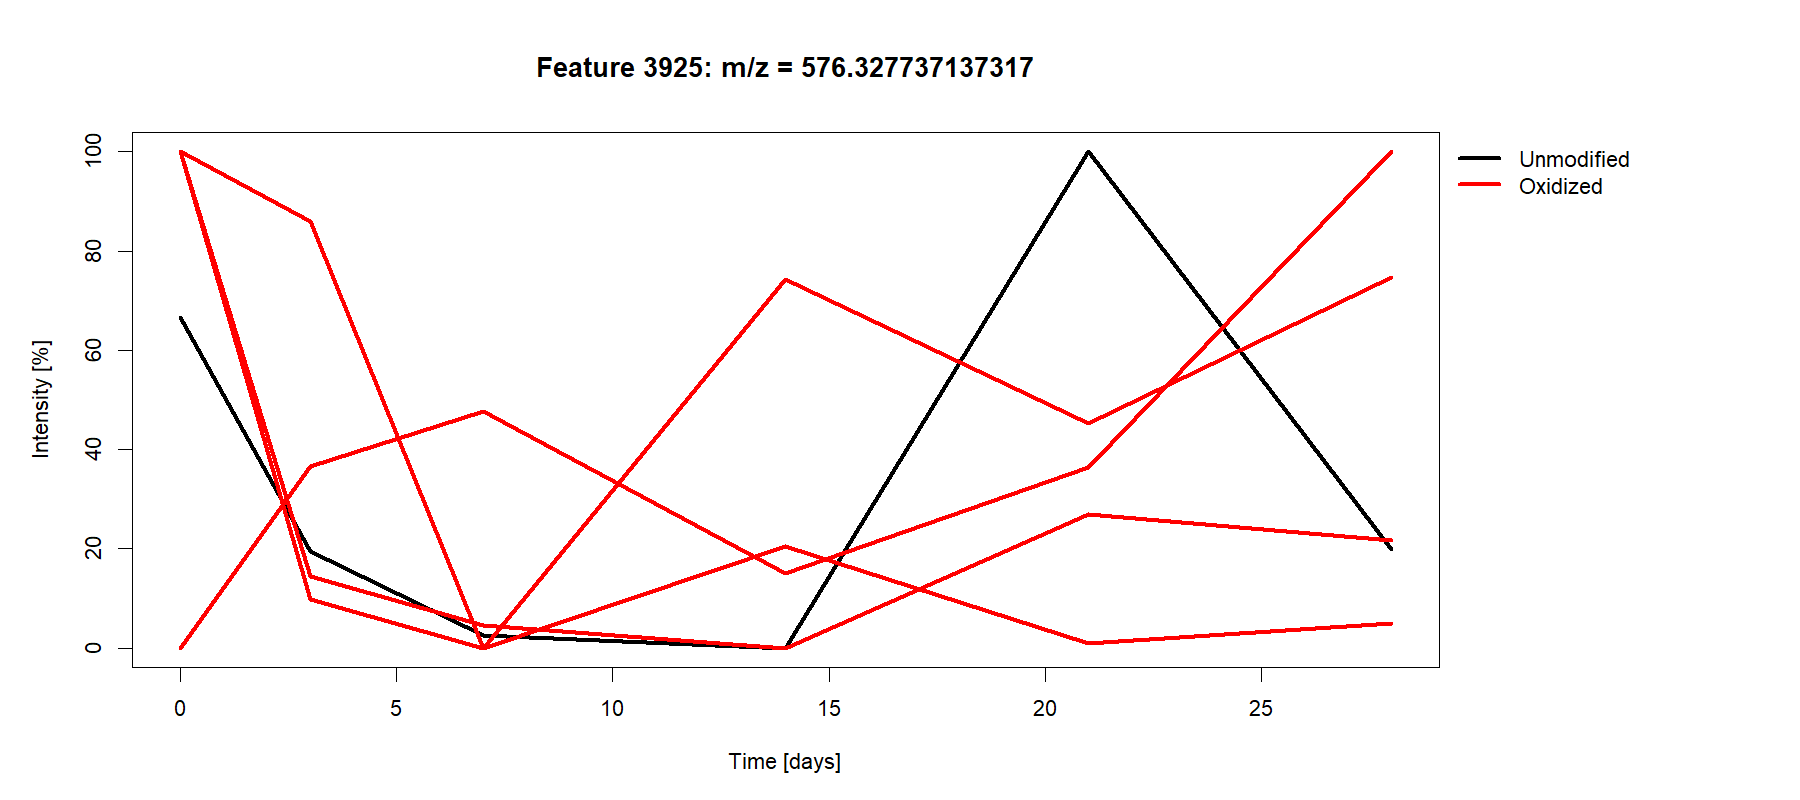 Feature 3925: m/z = 576.327737137317
Unmodified
Oxidized
Intensity [%]
100
80
60
40
20
0
0 5 10 15 20 25
Time [days]